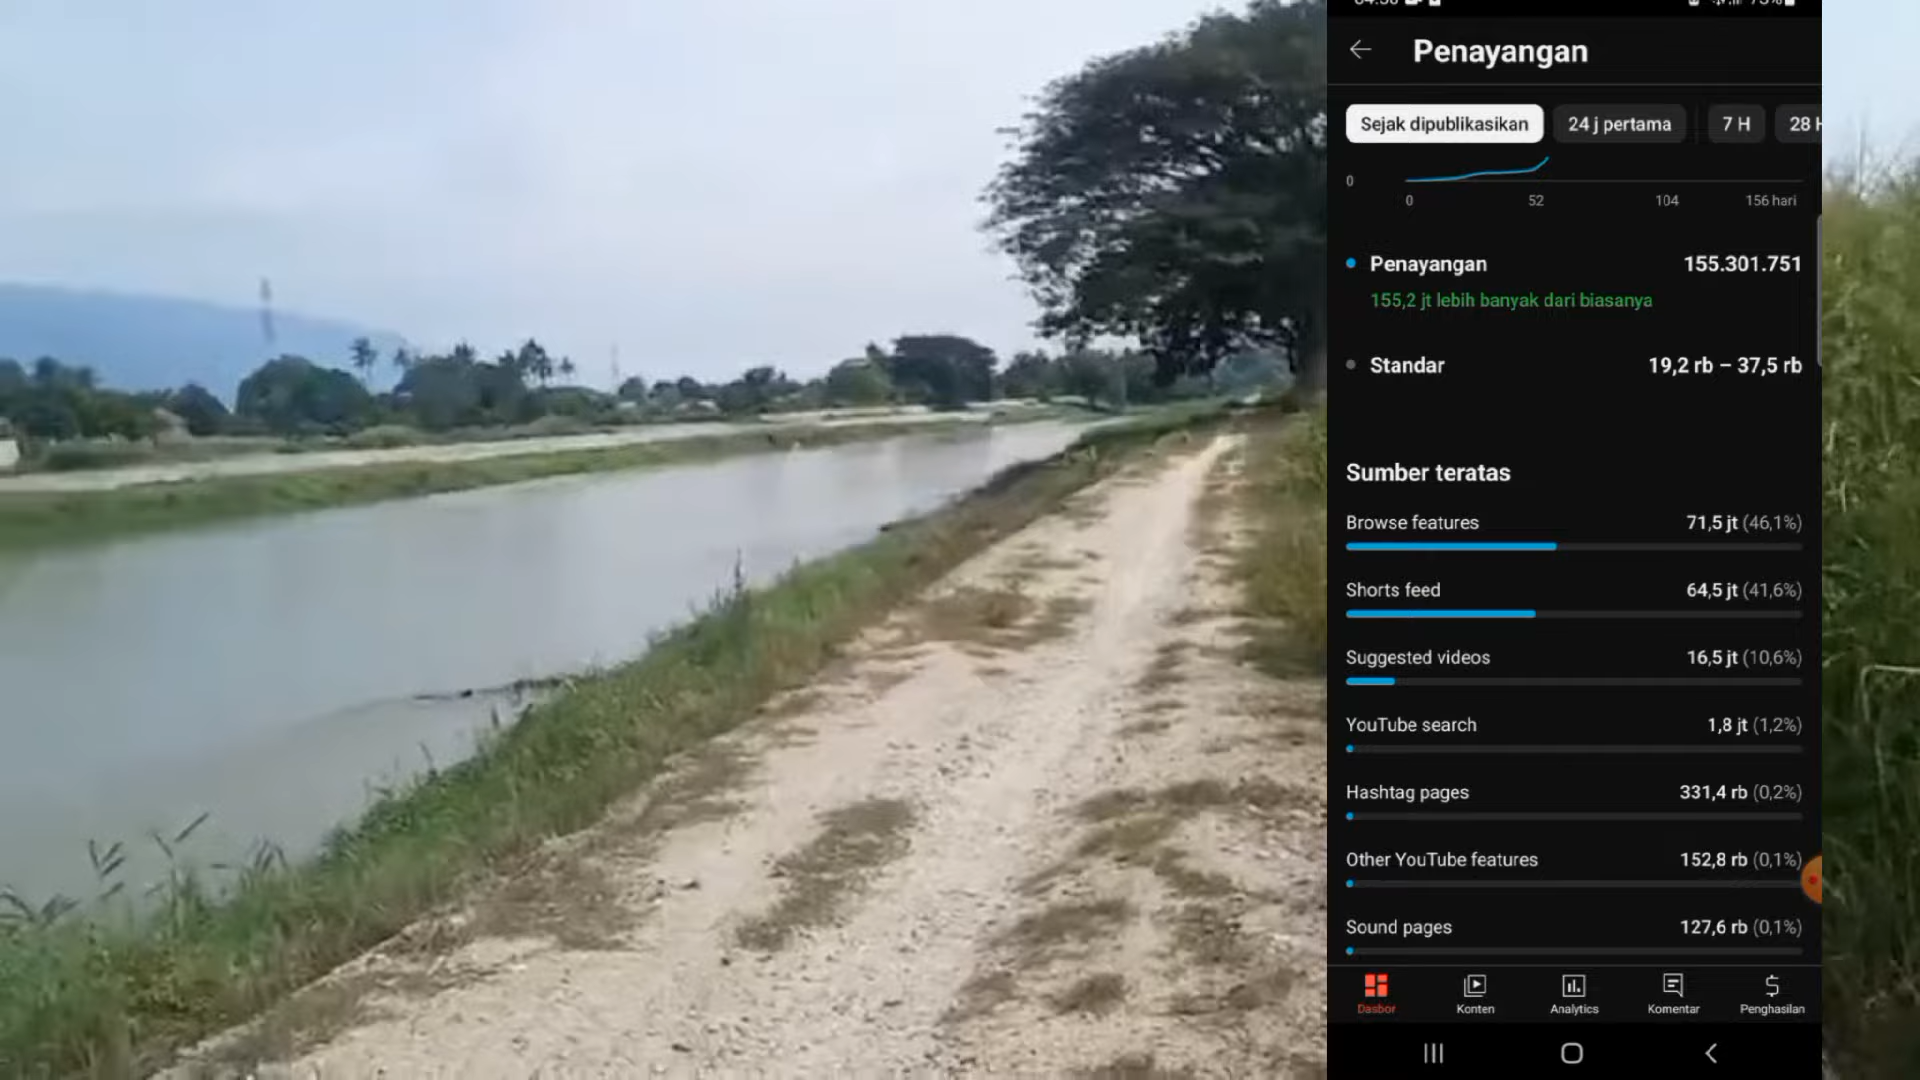 Penayangan
Sejak dipublikasikan 24 j pertama 7 H 28 H
0
0 52 104 156 hari
Penayangan 155.301.751
155,2 jt lebih banyak dari biasanya
Standar 19,2 rb – 37,5 rb
Sumber teratas
Browse features 71,5 jt (46,1%)
Shorts feed 64,5 jt (41,6%)
Suggested videos 16,5 jt (10,6%)
YouTube search 1,8 jt (1,2%)
Hashtag pages 331,4 rb (0,2%)
Other YouTube features 152,8 rb (0,1%)
Sound pages 127,6 rb (0,1%)
Dasbor Konten Analytics Komentar Penghasilan